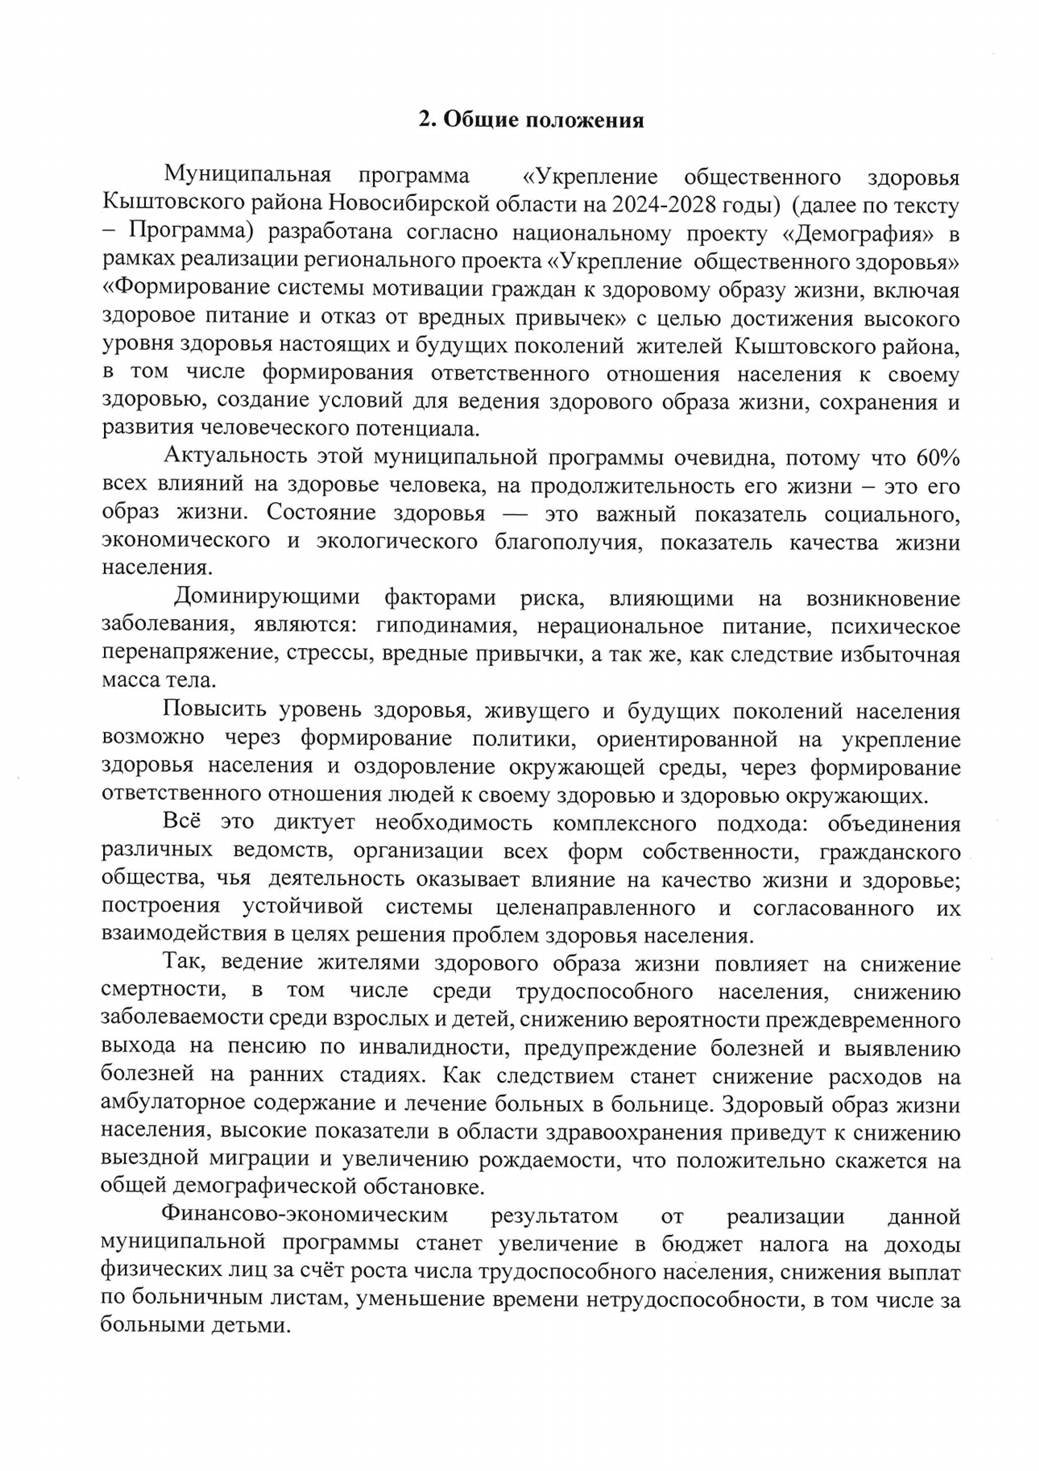 2. Общие положения
Муниципальная программа «Укрепление общественного здоровья
Кыштовского района Новосибирской области на 2024-2028 годы) (далее по тексту
– Программа) разработана согласно национальному проекту «Демография» в
рамках реализации регионального проекта «Укрепление общественного здоровья»
«Формирование системы мотивации граждан к здоровому образу жизни, включая
здоровое питание и отказ от вредных привычек» с целью достижения высокого
уровня здоровья настоящих и будущих поколений жителей Кыштовского района,
в том числе формирования ответственного отношения населения к своему
здоровью, создание условий для ведения здорового образа жизни, сохранения и
развития человеческого потенциала.
Актуальность этой муниципальной программы очевидна, потому что 60%
всех влияний на здоровье человека, на продолжительность его жизни – это его
образ жизни. Состояние здоровья — это важный показатель социального,
экономического и экологического благополучия, показатель качества жизни
населения.
Доминирующими факторами риска, влияющими на возникновение
заболевания, являются: гиподинамия, нерациональное питание, психическое
перенапряжение, стрессы, вредные привычки, а так же, как следствие избыточная
масса тела.
Повысить уровень здоровья, живущего и будущих поколений населения
возможно через формирование политики, ориентированной на укрепление
здоровья населения и оздоровление окружающей среды, через формирование
ответственного отношения людей к своему здоровью и здоровью окружающих.
Всё это диктует необходимость комплексного подхода: объединения
различных ведомств, организации всех форм собственности, гражданского
общества, чья деятельность оказывает влияние на качество жизни и здоровье;
построения устойчивой системы целенаправленного и согласованного их
взаимодействия в целях решения проблем здоровья населения.
Так, ведение жителями здорового образа жизни повлияет на снижение
смертности, в том числе среди трудоспособного населения, снижению
заболеваемости среди взрослых и детей, снижению вероятности преждевременного
выхода на пенсию по инвалидности, предупреждение болезней и выявлению
болезней на ранних стадиях. Как следствием станет снижение расходов на
амбулаторное содержание и лечение больных в больнице. Здоровый образ жизни
населения, высокие показатели в области здравоохранения приведут к снижению
выездной миграции и увеличению рождаемости, что положительно скажется на
общей демографической обстановке.
Финансово-экономическим результатом от реализации данной
муниципальной программы станет увеличение в бюджет налога на доходы
физических лиц за счёт роста числа трудоспособного населения, снижения выплат
по больничным листам, уменьшение времени нетрудоспособности, в том числе за
больными детьми.